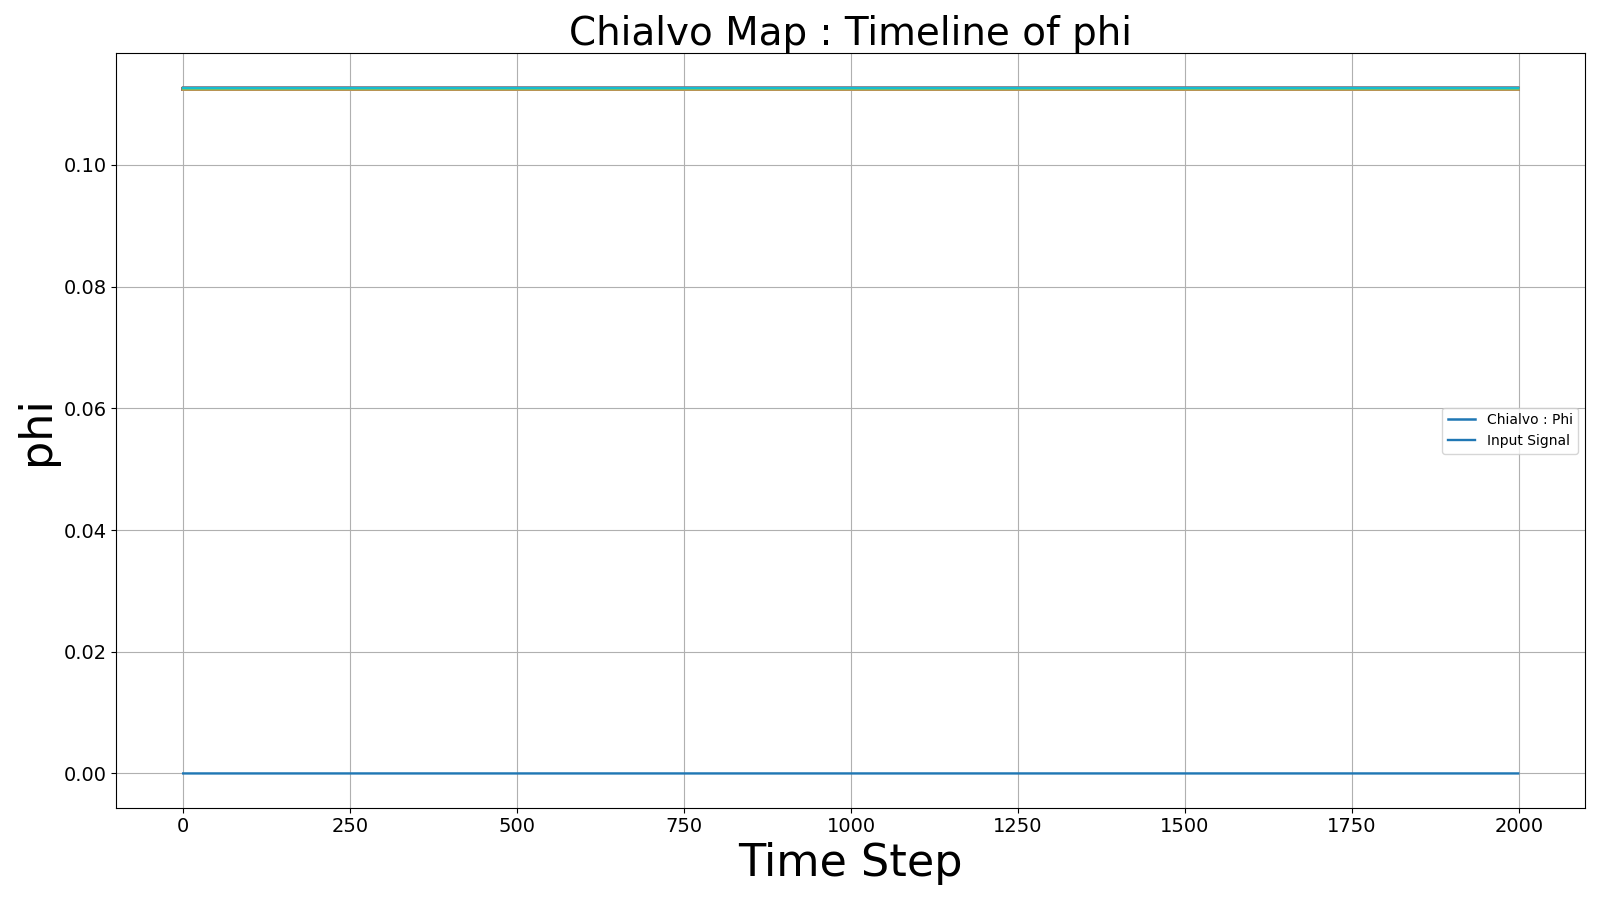 Chialvo Map : Timeline of phi
phi
0.10
0.08
0.06
0.04
0.02
0.00
Chialvo : Phi
Input Signal
0 250 500 750 1000 1250 1500 1750 2000
Time Step